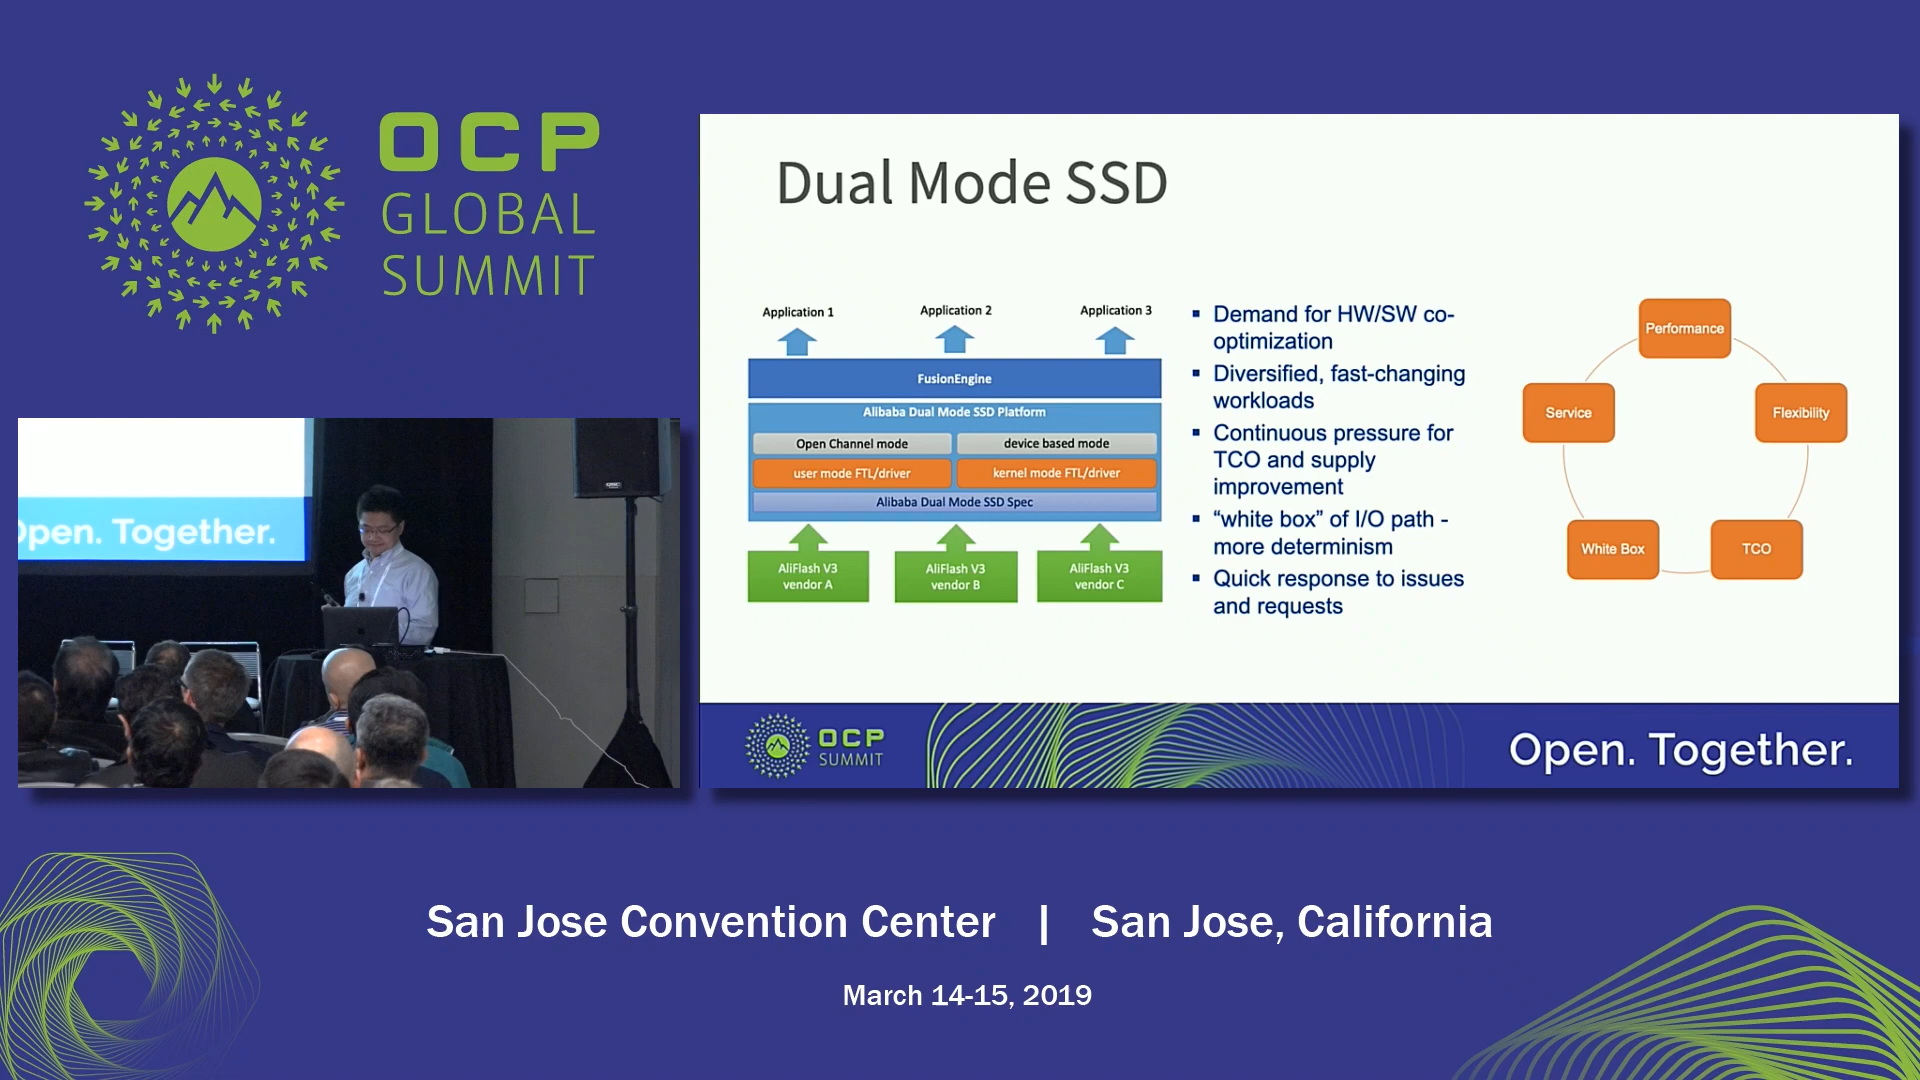 OCP
GLOBAL
SUMMIT
Dual Mode SSD
Application 1
Application 2
Application 3
FusionEngine
Alibaba Dual Mode SSD Platform
Open Channel mode
device based mode
user mode FTL/driver
kernel mode FTL/driver
Alibaba Dual Mode SSD Spec
AliFlash V3
vendor A
AliFlash V3
vendor B
AliFlash V3
vendor C
▪ Demand for HW/SW co-
optimization
▪ Diversified, fast-changing
workloads
▪ Continuous pressure for
TCO and supply
improvement
▪ “white box” of I/O path -
more determinism
▪ Quick response to issues
and requests
Performance
Service
Flexibility
White Box
TCO
Open. Together.
OCP
SUMMIT
Open. Together.
San Jose Convention Center | San Jose, California
March 14-15, 2019